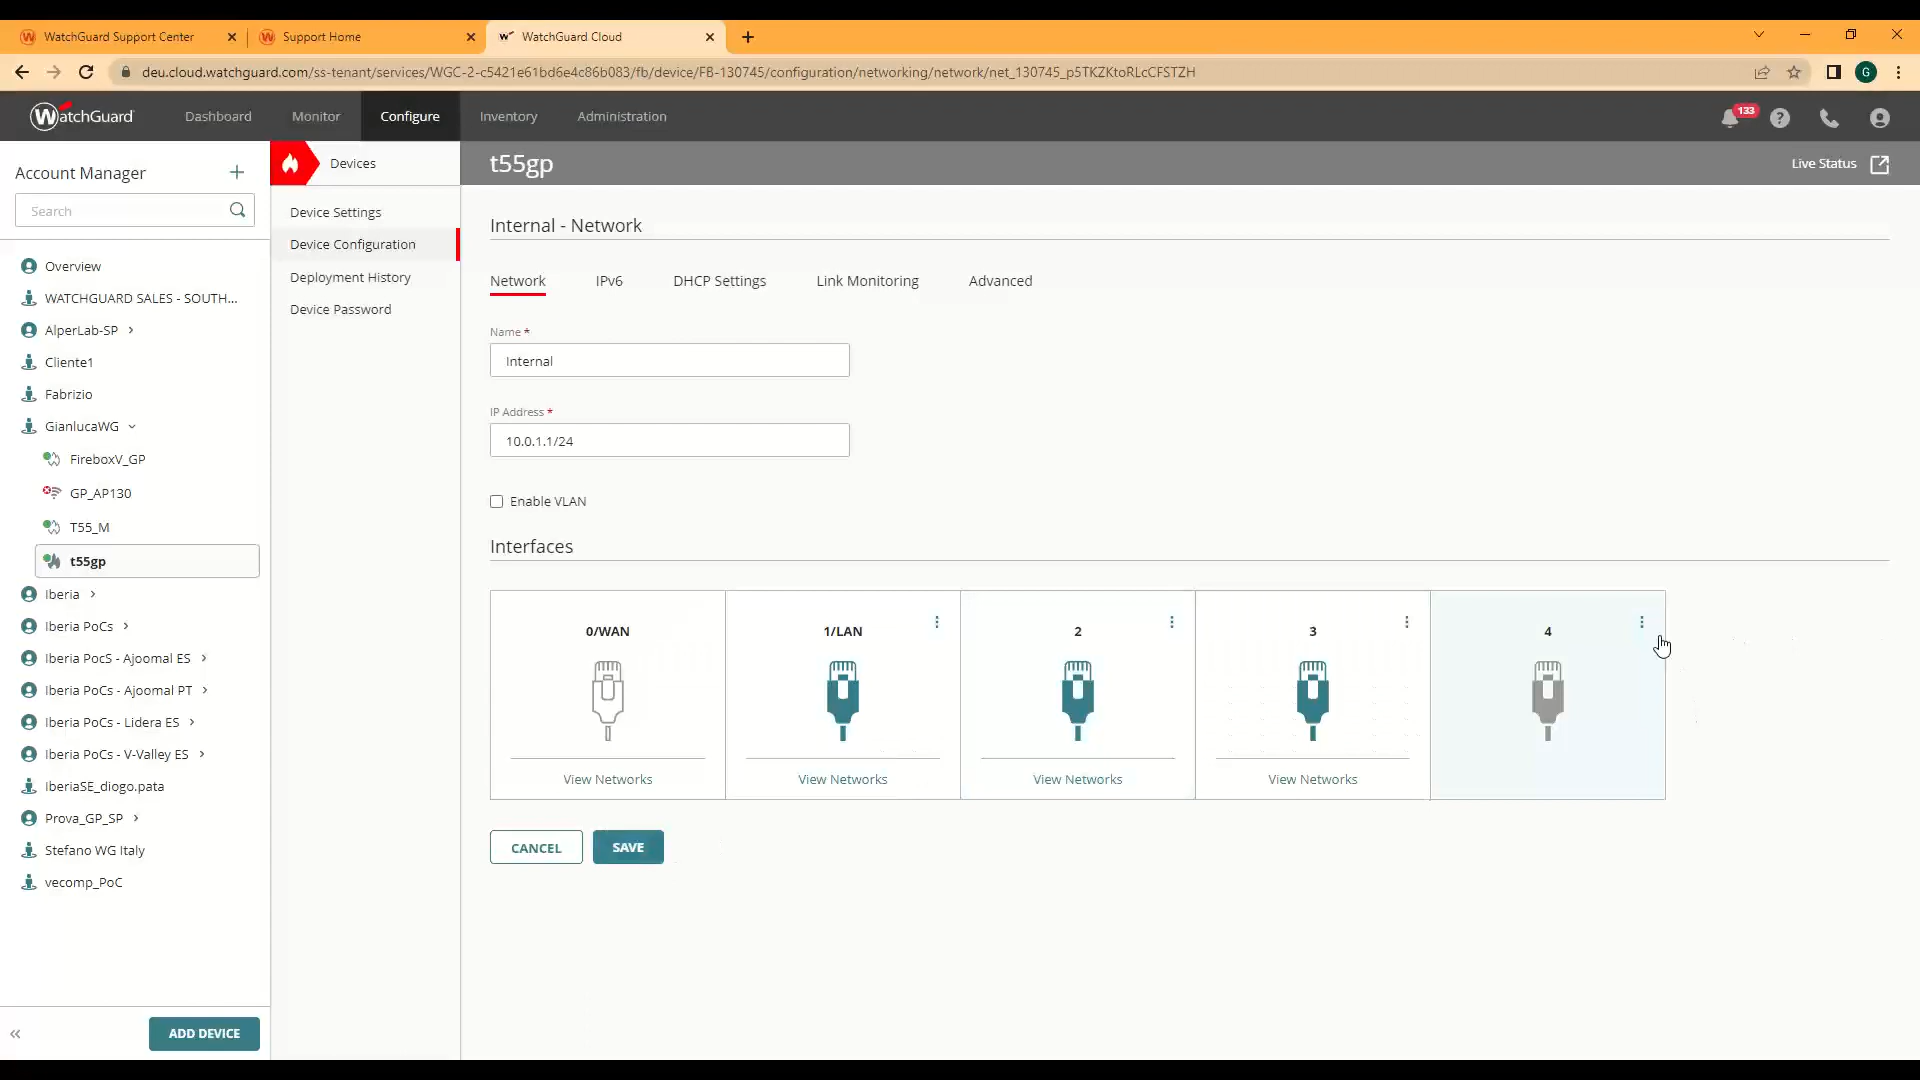 WatchGuard Support Center
Support Home
WatchGuard Cloud
deu.cloud.watchguard.com/ss-tenant/services/WGC-2-c5421e61bd6e4c86b083/fb/device/FB-130745/configuration/networking/network/net_130745_p5TKZKtoRLcCFSTZH
G
WatchGuard
Dashboard
Monitor
Configure
Inventory
Administration
133
Account Manager
Search
Overview
WATCHGUARD SALES - SOUTH...
AlperLab-SP
Cliente1
Fabrizio
GianlucaWG
FireboxV_GP
GP_AP130
T55_M
t55gp
Iberia
Iberia PoCs
Iberia PocS - Ajoomal ES
Iberia PoCs - Ajoomal PT
Iberia PoCs - Lidera ES
Iberia PoCs - V-Valley ES
IberiaSE_diogo.pata
Prova_GP_SP
Stefano WG Italy
vecomp_PoC
ADD DEVICE
Devices
Device Settings
Device Configuration
Deployment History
Device Password
t55gp
Live Status
Internal - Network
Network
IPv6
DHCP Settings
Link Monitoring
Advanced
Name *
Internal
IP Address *
10.0.1.1/24
Enable VLAN
Interfaces
0/WAN
1/LAN
2
3
4
View Networks
View Networks
View Networks
View Networks
CANCEL
SAVE